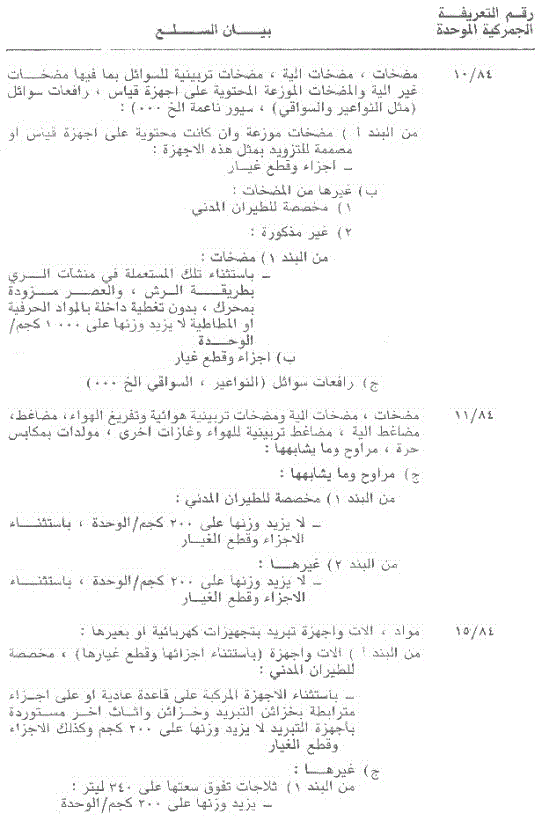 رقم التعريفة
الجمركية الموحدة
بيان السلع
١٠/٨٤
مضخات ، مضخات الية ، مضخات تربينية للسوائل بما فيها مضخات
غير الية والمضخات الموزعة المحتوية على اجهزة قياس ، رافعات سوائل
(مثل النواعير والسواقي) ، سيور ناعمة الخ ٠٠٠) :
من البند أ ) مضخات موزعة وان كانت محتوية على اجهزة قياس او
مصممة للتزويد بمثل هذه الاجهزة :
ـ اجزاء وقطع غيار
ب) غيرها من المضخات :
١) مخصصة للطيران المدني
٢) غير مذكورة :
من البند ١) مضخات :
ـ باستثناء تلك المستعملة في منشات الري
بطريقة الرش ، والعصر مزودة
بمحرك ، بدون تغطية داخلة بالمواد الحرفية
او المطاطية لا يزيد وزنها على ١٠٠٠ كجم/
الوحدة
ب) اجزاء وقطع غيار
ج) رافعات سوائل (النواعير ، السواقي الخ ٠٠٠)
١١/٨٤
مضخات ، مضخات الية ومضخات تربينية هوائية وتفريغ الهواء ، مضاغط،
مضاغط الية ، مضاغط تربينية للهواء وغازات اخرى ، مولدات بمكابس
حرة ، مراوح وما يشابهها :
ج) مراوح وما يشابهها :
من البند ١) مخصصة للطيران المدني :
ـ لا يزيد وزنها على ٢٠٠ كجم/الوحدة ، باستثناء
الاجزاء وقطع الغيار
من البند ٢) غيرها :
ـ لا يزيد وزنها على ٢٠٠ كجم/الوحدة ، باستثناء
الاجزاء وقطع الغيار
١٥/٨٤
مواد ، الات واجهزة تبريد بتجهيزات كهربائية او بغيرها :
من البند أ ) الات واجهزة (باستثناء اجزائها وقطع غيارها) ، مخصصة
للطيران المدني :
ـ باستثناء الاجهزة المركبة على قاعدة عادية او على اجزاء
مترابطة بخزائن التبريد وخزائن واثاث اخر مستوردة
باجهزة التبريد لا يزيد وزنها على ٢٠٠ كجم وكذلك الاجزاء
وقطع الغيار
ج) غيرها :
من البند ١) ثلاجات تفوق سعتها على ٣٤٠ ليتر :
ـ يزيد وزنها على ٢٠٠ كجم/الوحدة